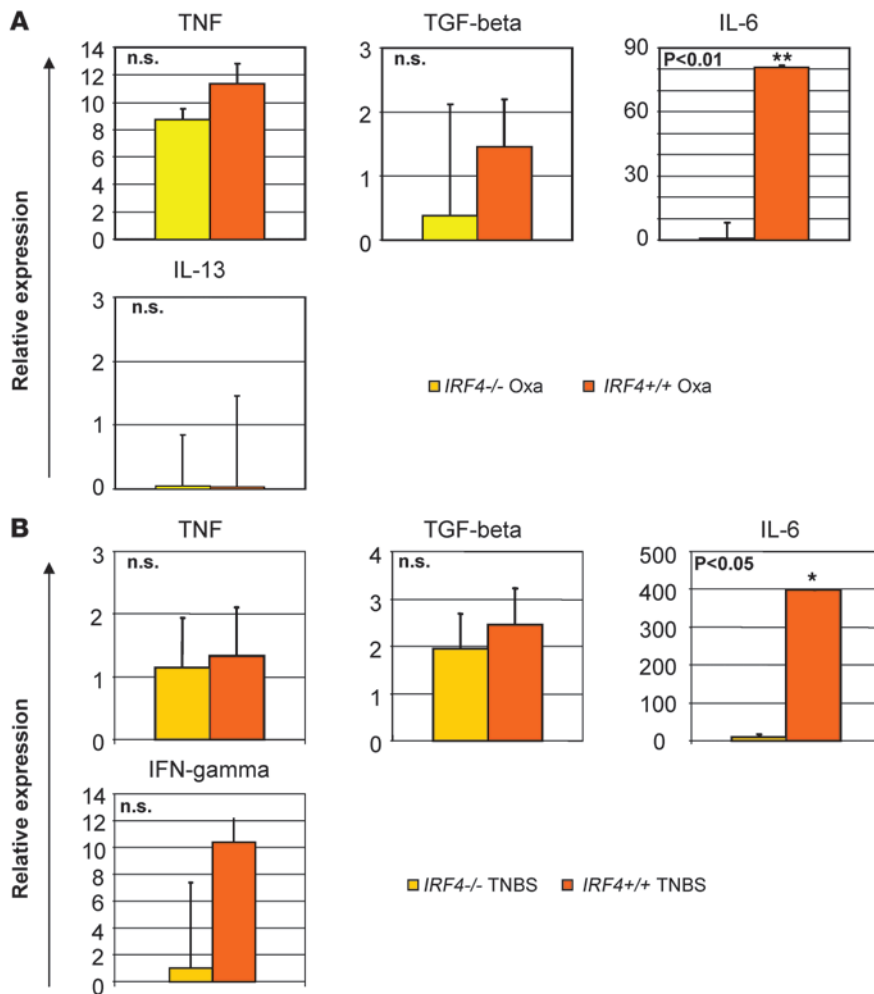 A
TNF
TGF-beta
IL-6
14
12
10
8
6
4
2
0
n.s.
3
2
1
0
n.s.
90
60
30
0
P<0.01
**
Relative expression
IL-13
3
2
1
0
n.s.
IRF4-/- Oxa
IRF4+/+ Oxa
B
TNF
TGF-beta
IL-6
3
2
1
0
n.s.
4
3
2
1
0
n.s.
500
400
300
200
100
0
P<0.05
*
Relative expression
IFN-gamma
14
12
10
8
6
4
2
0
n.s.
IRF4-/- TNBS
IRF4+/+ TNBS